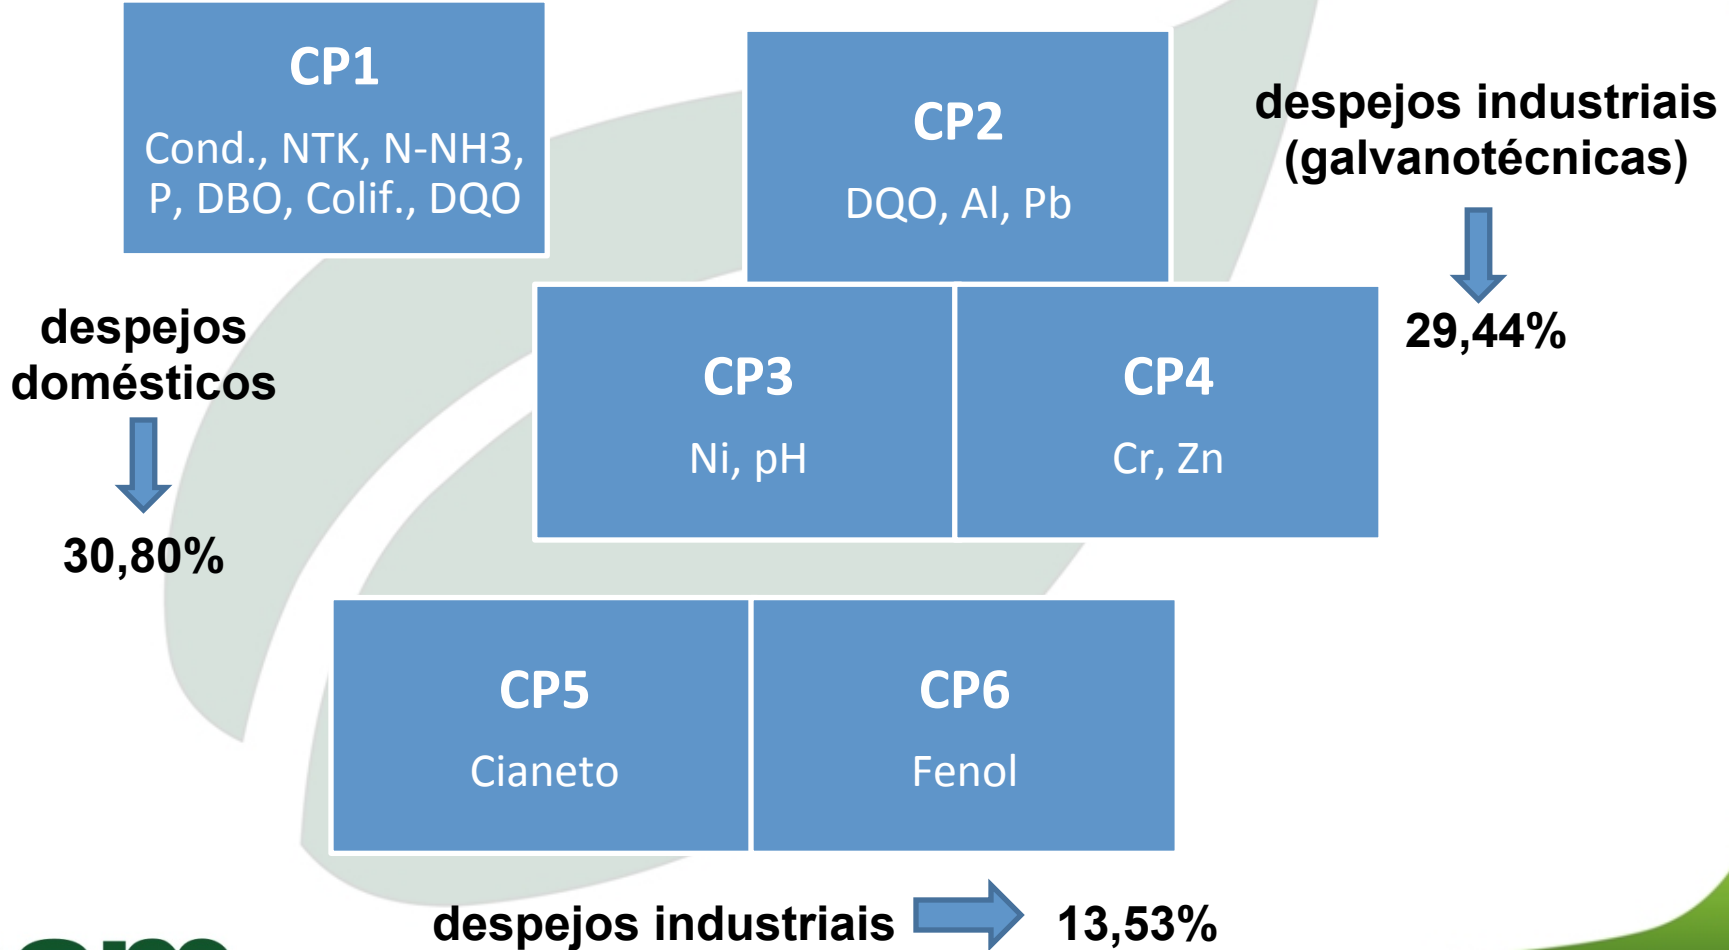 CP1
Cond., NTK, N-NH3,
P, DBO, Colif., DQO
CP2
DQO, Al, Pb
despejos industriais
(galvanotécnicas)
29,44%
despejos
domésticos
30,80%
CP3
Ni, pH
CP4
Cr, Zn
CP5
Cianeto
CP6
Fenol
despejos industriais
13,53%